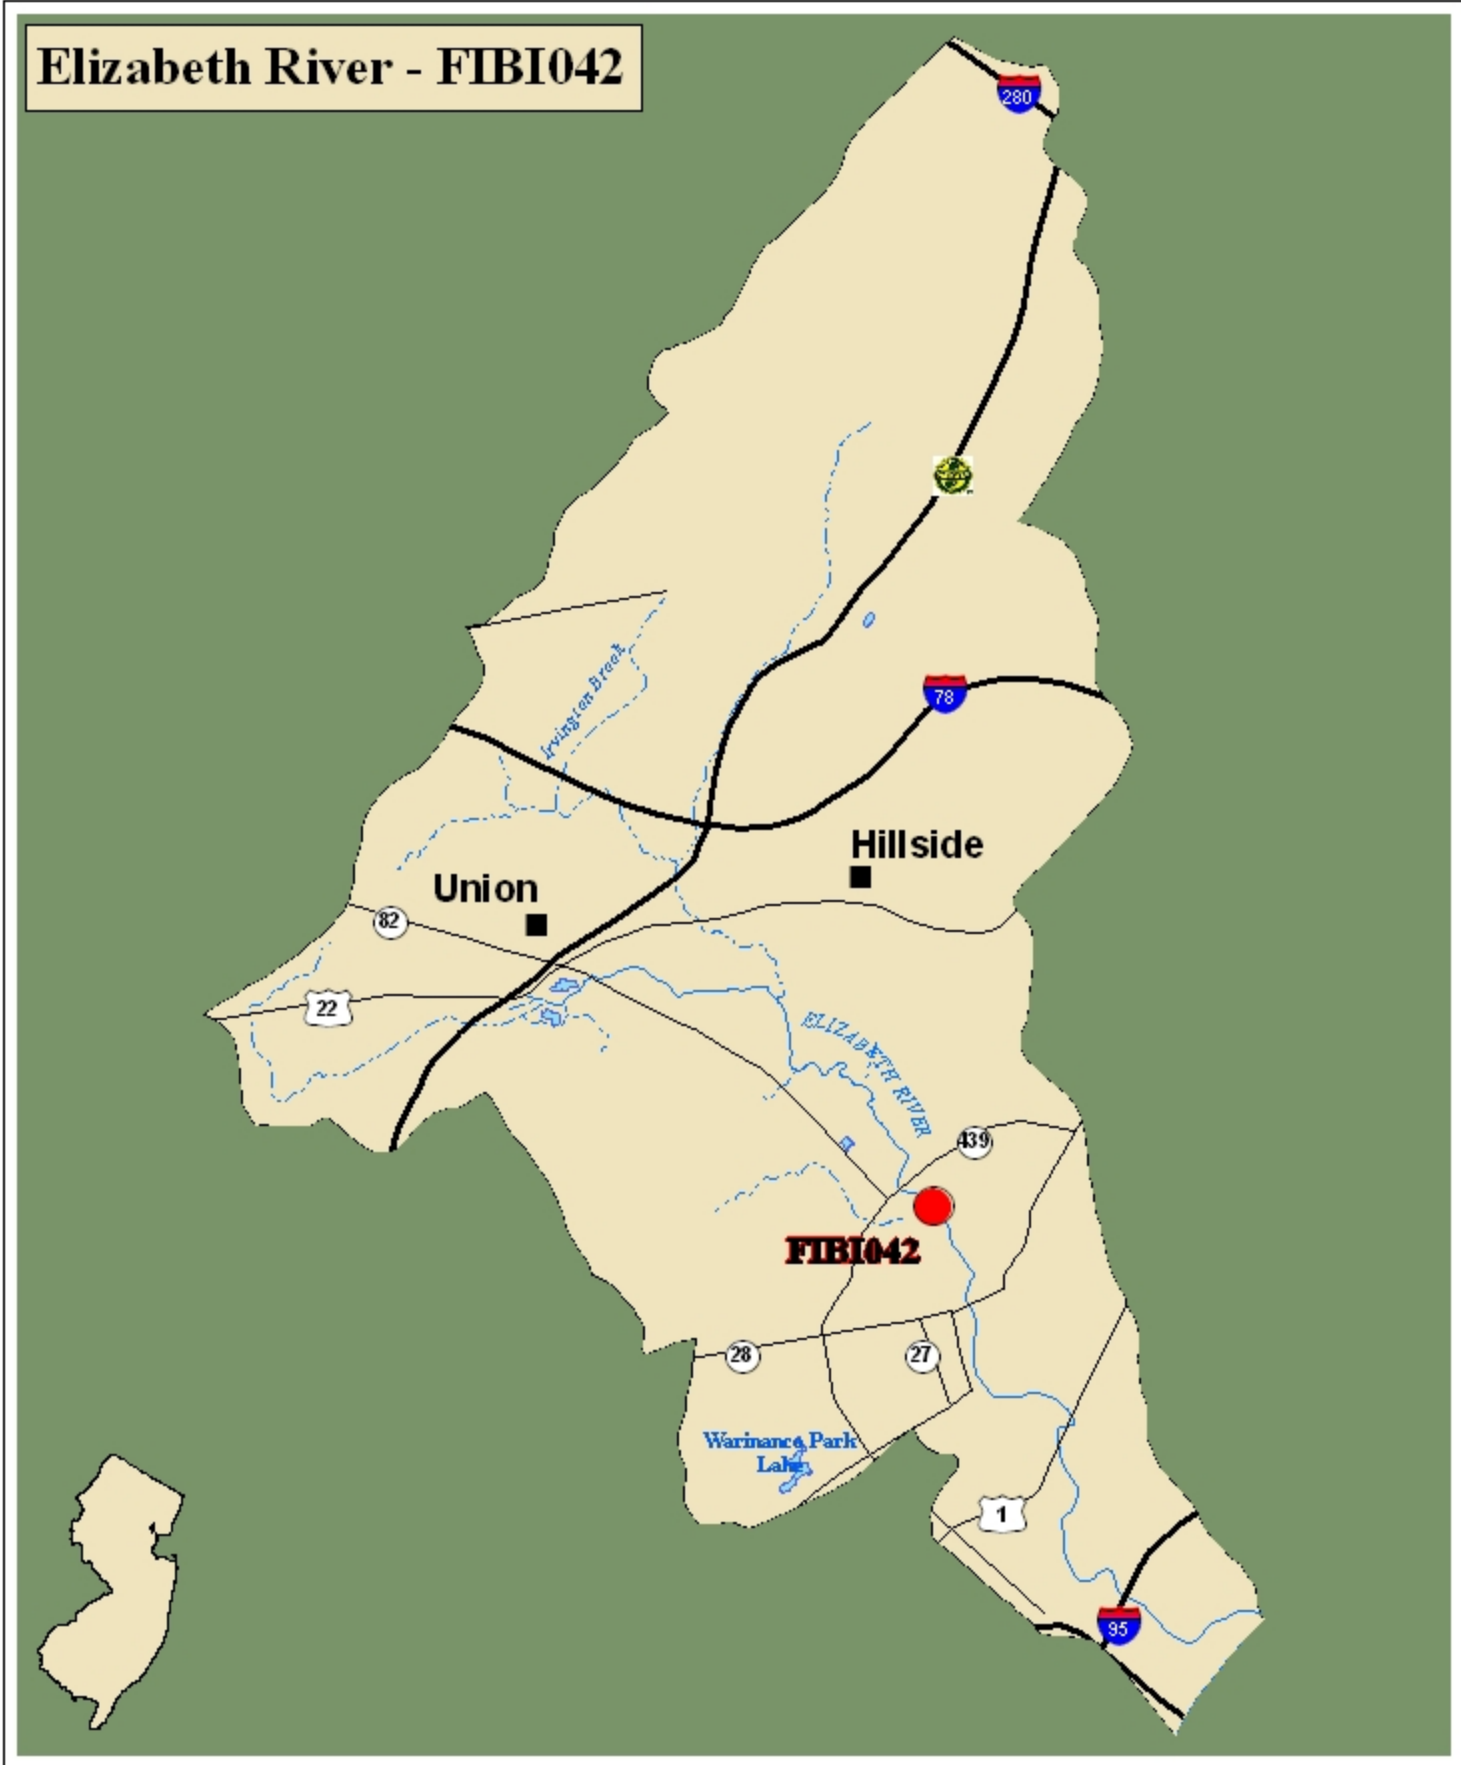 Elizabeth River - FIBI042
280
Irvington Brook
78
Hillside
Union
82
22
ELIZABETH RIVER
439
FIBI042
28
27
Warinanco Park
Lake
1
95